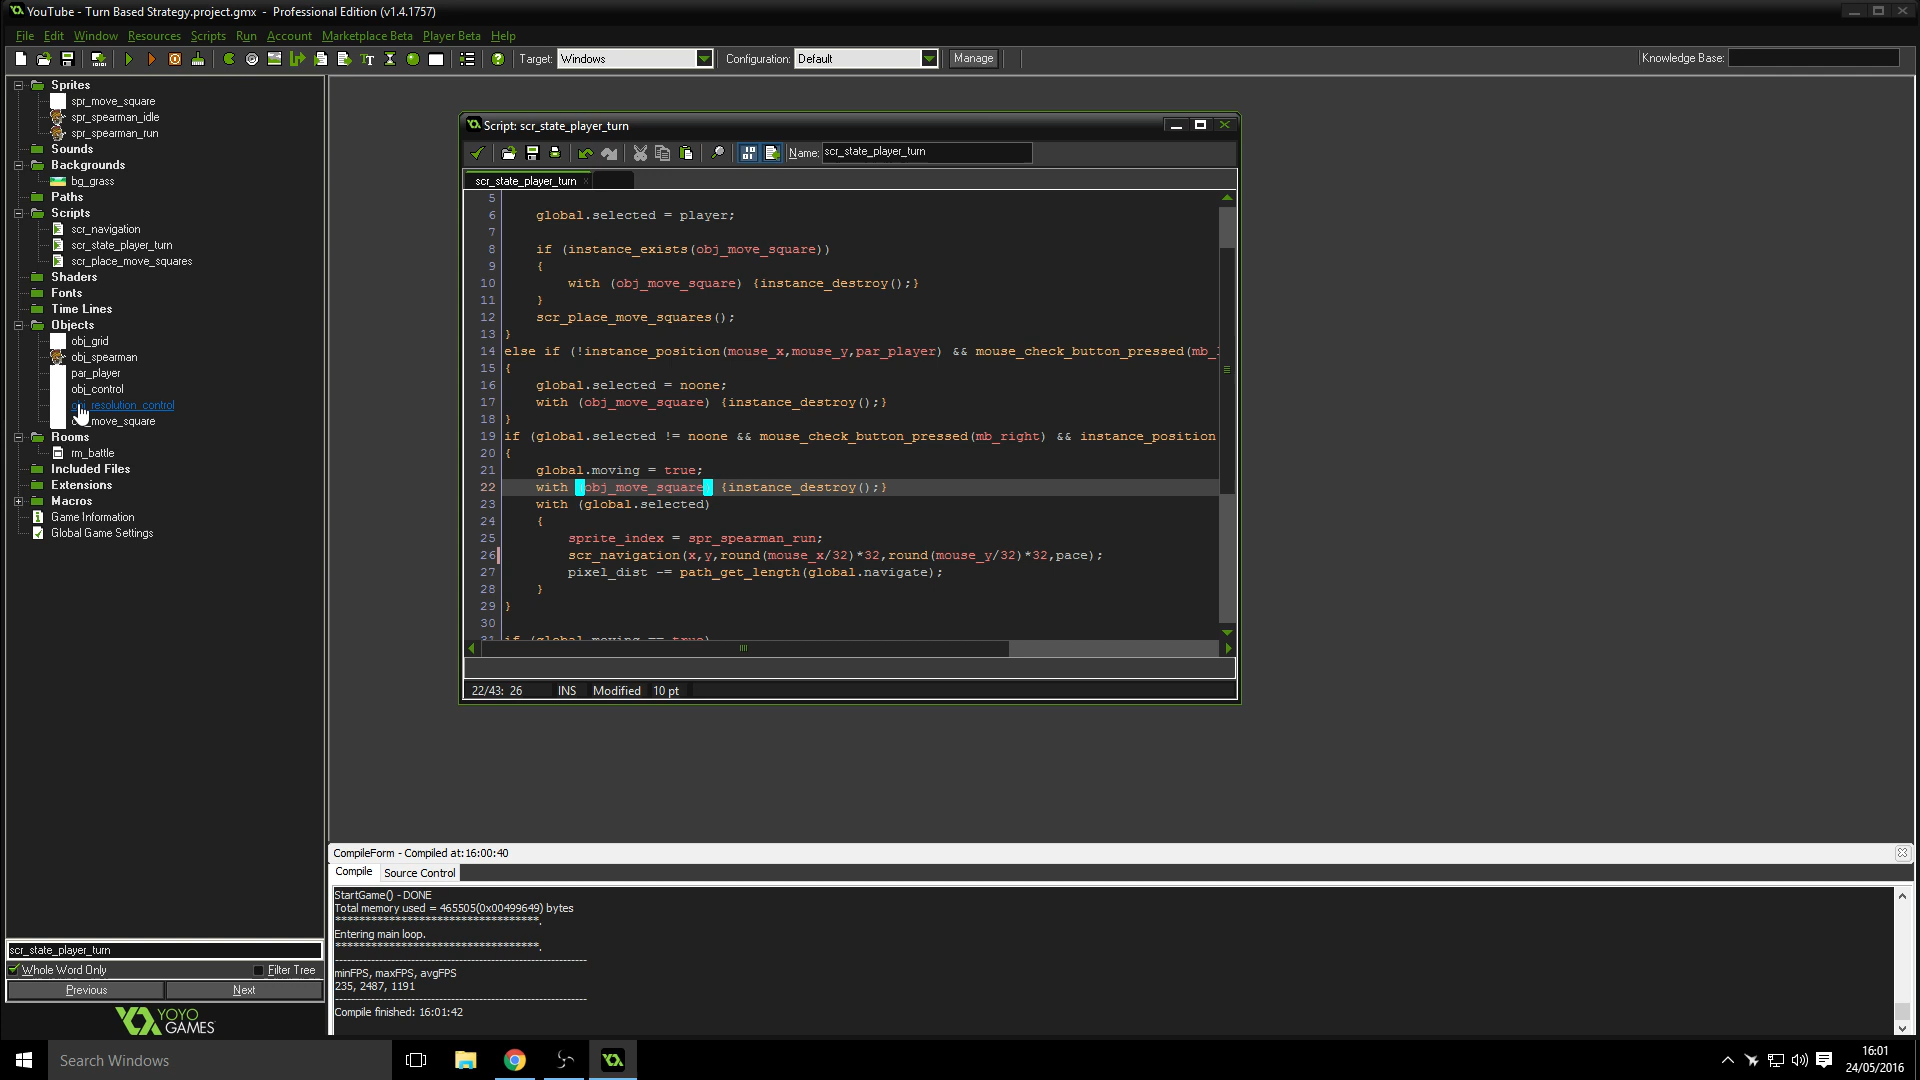 YouTube - Turn Based Strategy.project.gmx - Professional Edition (v1.4.1757)
File Edit Window Resources Scripts Run Account Marketplace Beta Player Beta Help
Target: Windows Configuration: Default Manage Knowledge Base:
Sprites
spr_move_square
spr_spearman_idle
spr_spearman_run
Sounds
Backgrounds
bg_grass
Paths
Scripts
scr_navigation
scr_state_player_turn
scr_place_move_squares
Shaders
Fonts
Time Lines
Objects
obj_grid
obj_spearman
par_player
obj_control
resolution_control
move_square
Rooms
rm_battle
Included Files
Extensions
Macros
Game Information
Global Game Settings
scr_state_player_turn
Whole Word Only Filter Tree
Previous Next
YOYO
GAMES
Script: scr_state_player_turn
Name: scr_state_player_turn
scr_state_player_turn
5
6 global.selected = player;
7
8 if (instance_exists(obj_move_square))
9 {
10 with (obj_move_square) {instance_destroy();}
11 }
12 scr_place_move_squares();
13 }
14 else if (!instance_position(mouse_x,mouse_y,par_player) && mouse_check_button_pressed(mb_
15 {
16 global.selected = noone;
17 with (obj_move_square) {instance_destroy();}
18 }
19 if (global.selected != noone && mouse_check_button_pressed(mb_right) && instance_position
20 {
21 global.moving = true;
22 with (obj_move_square) {instance_destroy();}
23 with (global.selected)
24 {
25 sprite_index = spr_spearman_run;
26 scr_navigation(x,y,round(mouse_x/32)*32,round(mouse_y/32)*32,pace);
27 pixel_dist -= path_get_length(global.navigate);
28 }
29 }
30
31 if (global.moving == true)
22/43: 26 INS Modified 10 pt
CompileForm - Compiled at:16:00:40
Compile Source Control
StartGame() - DONE
Total memory used = 465505(0x00499649) bytes
***********************************.
Entering main loop.
***********************************.
minFPS, maxFPS, avgFPS
235, 2487, 1191
Compile finished: 16:01:42
Search Windows
16:01
24/05/2016